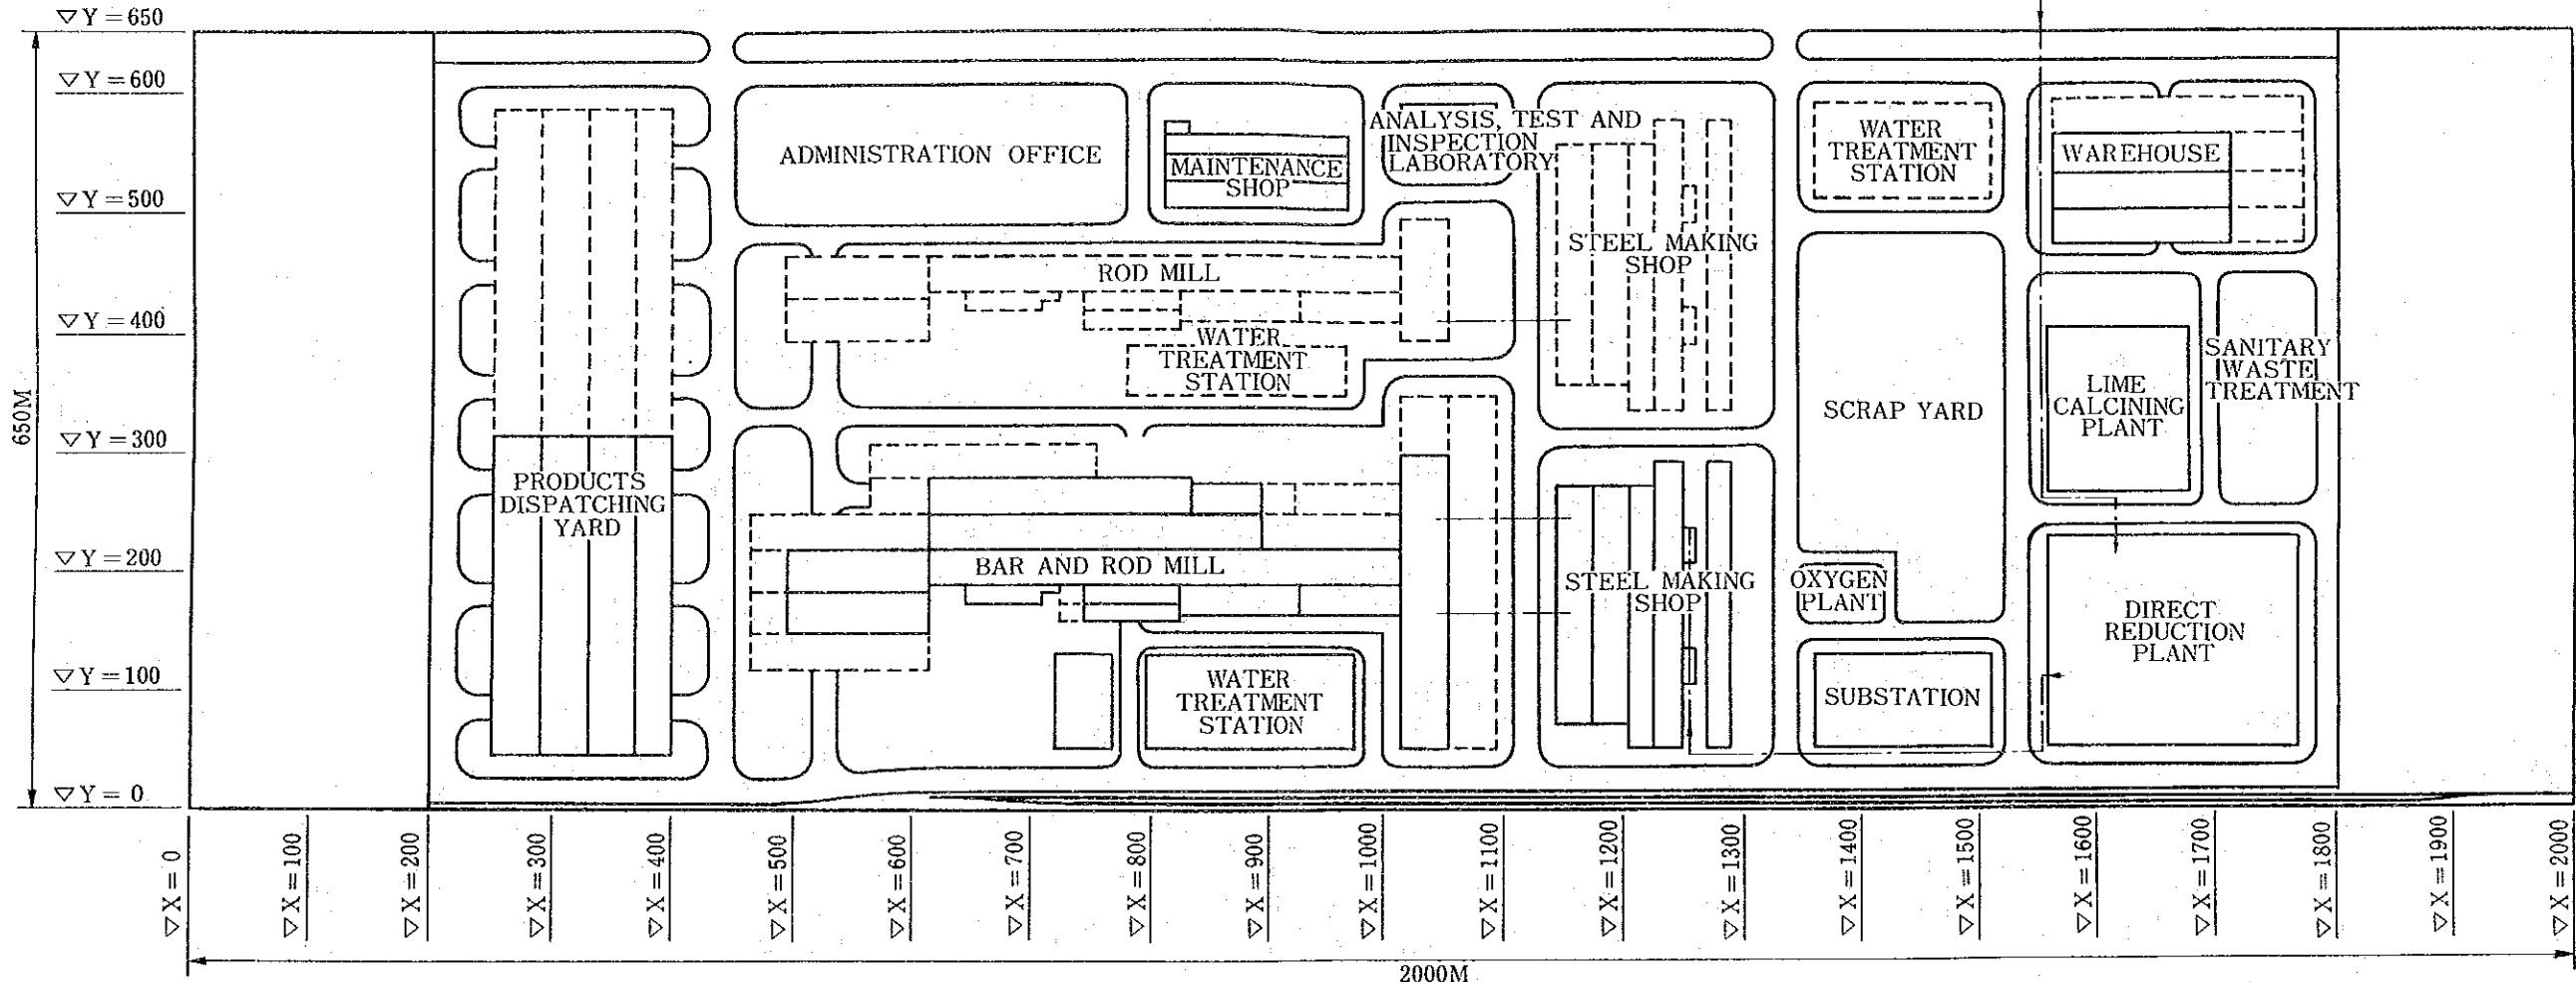 ▽Y=650
▽Y=600
▽Y=500
▽Y=400
▽Y=300
▽Y=200
▽Y=100
▽Y=0
650M
ADMINISTRATION OFFICE
MAINTENANCE
SHOP
ANALYSIS, TEST AND
INSPECTION
LABORATORY
WATER
TREATMENT
STATION
WAREHOUSE
STEEL MAKING
SHOP
ROD MILL
WATER
TREATMENT
STATION
SCRAP YARD
LIME
CALCINING
PLANT
SANITARY
WASTE
TREATMENT
PRODUCTS
DISPATCHING
YARD
BAR AND ROD MILL
STEEL MAKING
SHOP
OXYGEN
PLANT
DIRECT
REDUCTION
PLANT
WATER
TREATMENT
STATION
SUBSTATION
▽X=0
▽X=100
▽X=200
▽X=300
▽X=400
▽X=500
▽X=600
▽X=700
▽X=800
▽X=900
▽X=1000
▽X=1100
▽X=1200
▽X=1300
▽X=1400
▽X=1500
▽X=1600
▽X=1700
▽X=1800
▽X=1900
▽X=2000
2000M